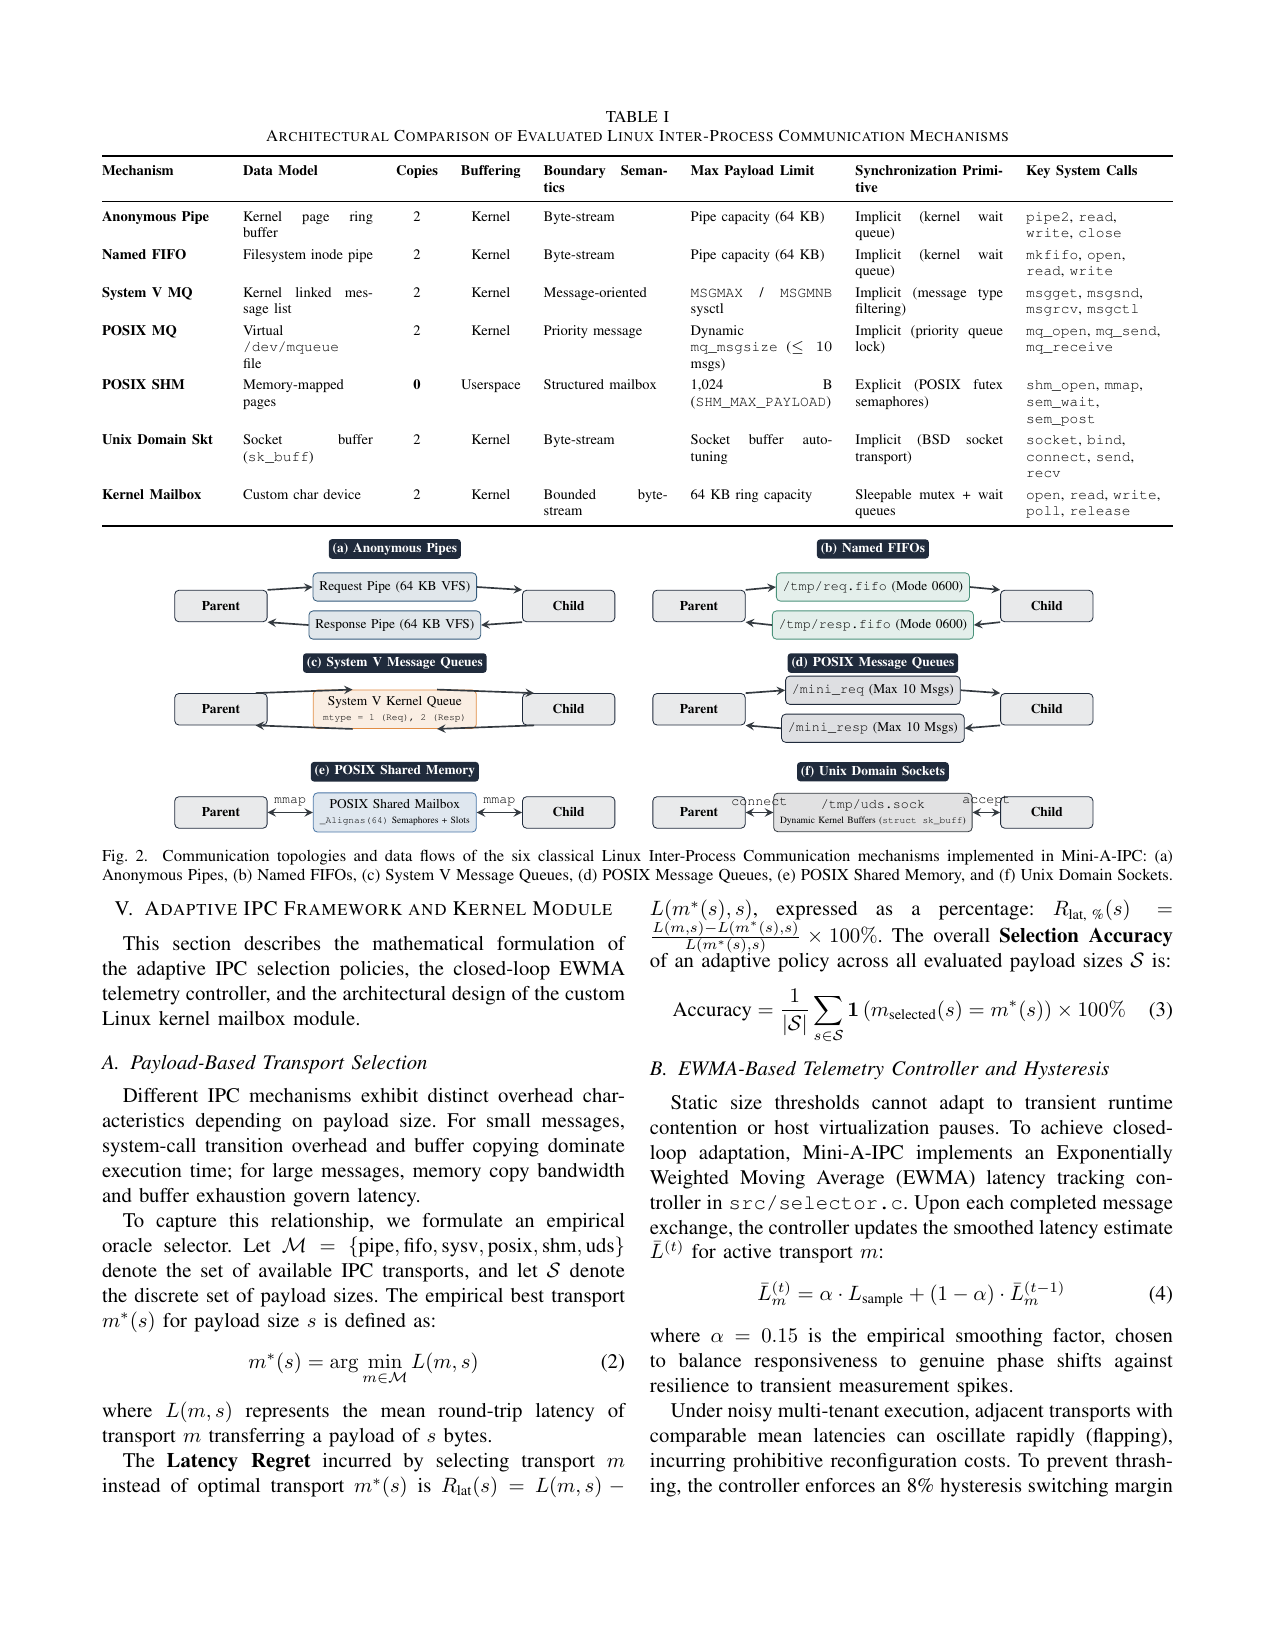 TABLE I
ARCHITECTURAL COMPARISON OF EVALUATED LINUX INTER-PROCESS COMMUNICATION MECHANISMS
Mechanism Data Model Copies Buffering Boundary Seman- Max Payload Limit Synchronization Primi- Key System Calls
tics tive
Anonymous Pipe Kernel page ring 2 Kernel Byte-stream Pipe capacity (64 KB) Implicit (kernel wait pipe2, read,
buffer queue) write, close
Named FIFO Filesystem inode pipe 2 Kernel Byte-stream Pipe capacity (64 KB) Implicit (kernel wait mkfifo, open,
queue) read, write
System V MQ Kernel linked mes- 2 Kernel Message-oriented MSGMAX / MSGMNB Implicit (message type msgget, msgsnd,
sage list sysctl filtering) msgrcv, msgctl
POSIX MQ Virtual 2 Kernel Priority message Dynamic Implicit (priority queue mq_open, mq_send,
/dev/mqueue mq_msgsize (≤ 10 lock) mq_receive
file msgs)
POSIX SHM Memory-mapped 0 Userspace Structured mailbox 1,024 B Explicit (POSIX futex shm_open, mmap,
pages (SHM_MAX_PAYLOAD) semaphores) sem_wait,
sem_post
Unix Domain Skt Socket buffer 2 Kernel Byte-stream Socket buffer auto- Implicit (BSD socket socket, bind,
(sk_buff) tuning transport) connect, send,
recv
Kernel Mailbox Custom char device 2 Kernel Bounded byte- 64 KB ring capacity Sleepable mutex + wait open, read, write,
stream queues poll, release
(a) Anonymous Pipes
Parent
Request Pipe (64 KB VFS)
Response Pipe (64 KB VFS)
Child
(b) Named FIFOs
Parent
/tmp/req.fifo (Mode 0600)
/tmp/resp.fifo (Mode 0600)
Child
(c) System V Message Queues
Parent
System V Kernel Queue
mtype = 1 (Req), 2 (Resp)
Child
(d) POSIX Message Queues
Parent
/mini_req (Max 10 Msgs)
/mini_resp (Max 10 Msgs)
Child
(e) POSIX Shared Memory
Parent
mmap
POSIX Shared Mailbox
_Alignas(64) Semaphores + Slots
mmap
Child
(f) Unix Domain Sockets
Parent
connect
/tmp/uds.sock
Dynamic Kernel Buffers (struct sk_buff)
accept
Child
Fig. 2. Communication topologies and data flows of the six classical Linux Inter-Process Communication mechanisms implemented in Mini-A-IPC: (a)
Anonymous Pipes, (b) Named FIFOs, (c) System V Message Queues, (d) POSIX Message Queues, (e) POSIX Shared Memory, and (f) Unix Domain Sockets.
V. ADAPTIVE IPC FRAMEWORK AND KERNEL MODULE
This section describes the mathematical formulation of
the adaptive IPC selection policies, the closed-loop EWMA
telemetry controller, and the architectural design of the custom
Linux kernel mailbox module.
A. Payload-Based Transport Selection
Different IPC mechanisms exhibit distinct overhead char-
acteristics depending on payload size. For small messages,
system-call transition overhead and buffer copying dominate
execution time; for large messages, memory copy bandwidth
and buffer exhaustion govern latency.
To capture this relationship, we formulate an empirical
oracle selector. Let ℳ = {pipe, fifo, sysv, posix, shm, uds}
denote the set of available IPC transports, and let 𝒮 denote
the discrete set of payload sizes. The empirical best transport
m*(s) for payload size s is defined as:
m*(s) = arg min_{m∈ℳ} L(m, s) (2)
where L(m, s) represents the mean round-trip latency of
transport m transferring a payload of s bytes.
The Latency Regret incurred by selecting transport m
instead of optimal transport m*(s) is R_lat(s) = L(m, s) −
L(m*(s), s), expressed as a percentage: R_{lat, %}(s) =
\frac{L(m,s)−L(m*(s),s)}{L(m*(s),s)} × 100%. The overall Selection Accuracy
of an adaptive policy across all evaluated payload sizes 𝒮 is:
Accuracy = \frac{1}{|𝒮|} ∑_{s∈𝒮} 1 (m_selected(s) = m*(s)) × 100% (3)
B. EWMA-Based Telemetry Controller and Hysteresis
Static size thresholds cannot adapt to transient runtime
contention or host virtualization pauses. To achieve closed-
loop adaptation, Mini-A-IPC implements an Exponentially
Weighted Moving Average (EWMA) latency tracking con-
troller in src/selector.c. Upon each completed message
exchange, the controller updates the smoothed latency estimate
L̄^{(t)} for active transport m:
L̄_m^{(t)} = α · L_sample + (1 − α) · L̄_m^{(t−1)} (4)
where α = 0.15 is the empirical smoothing factor, chosen
to balance responsiveness to genuine phase shifts against
resilience to transient measurement spikes.
Under noisy multi-tenant execution, adjacent transports with
comparable mean latencies can oscillate rapidly (flapping),
incurring prohibitive reconfiguration costs. To prevent thrash-
ing, the controller enforces an 8% hysteresis switching margin